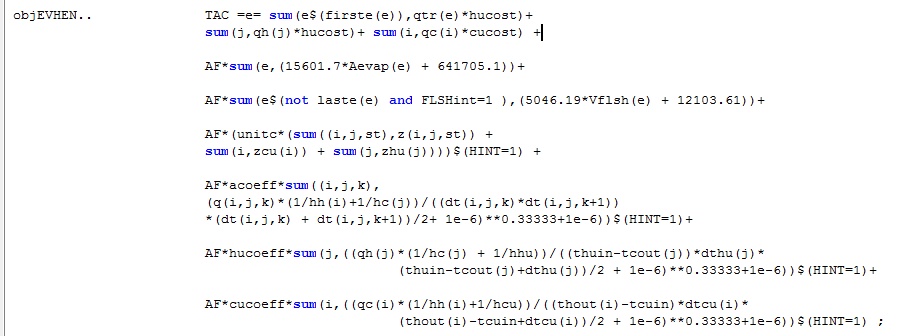 objEVHEN.. TAC =e= sum(e$(firste(e)),qtr(e)*hucost)+
sum(j,qh(j)*hucost)+ sum(i,qc(i)*cucost) +
AF*sum(e,(15601.7*Aevap(e) + 641705.1))+
AF*sum(e$(not laste(e) and FLSHint=1 ),(5046.19*Vflsh(e) + 12103.61))+
AF*(unitc*(sum((i,j,st),z(i,j,st)) +
sum(i,zcu(i)) + sum(j,zhu(j))))$(HINT=1) +
AF*acoeff*sum((i,j,k),
(q(i,j,k)*(1/hh(i)+1/hc(j))/((dt(i,j,k)*dt(i,j,k+1))
*(dt(i,j,k) + dt(i,j,k+1))/2+ 1e-6)**0.33333+1e-6))$(HINT=1)+
AF*hucoeff*sum(j,((qh(j)*(1/hc(j) + 1/hhu))/((thuin-tcout(j))*dthu(j)*
(thuin-tcout(j)+dthu(j))/2 + 1e-6)**0.33333+1e-6))$(HINT=1)+
AF*cucoeff*sum(i,((qc(i)*(1/hh(i)+1/hcu))/((thout(i)-tcuin)*dtcu(i)*
(thout(i)-tcuin+dtcu(i))/2 + 1e-6)**0.33333+1e-6))$(HINT=1) ;